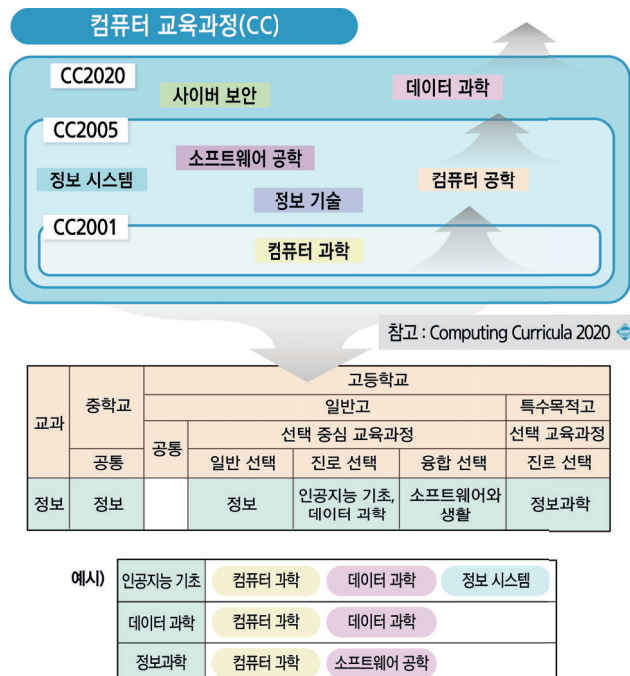 컴퓨터 교육과정(CC)
CC2020
사이버 보안
데이터 과학
CC2005
소프트웨어 공학
정보 시스템
컴퓨터 공학
정보 기술
CC2001
컴퓨터 과학
참고 : Computing Curricula 2020
교과
중학교
고등학교
일반고
특수목적고
공통
선택 중심 교육과정
선택 교육과정
공통
일반 선택
진로 선택
융합 선택
진로 선택
정보
정보
정보
인공지능 기초,
데이터 과학
소프트웨어와
생활
정보과학
예시)
인공지능 기초
컴퓨터 과학
데이터 과학
정보 시스템
데이터 과학
컴퓨터 과학
데이터 과학
정보과학
컴퓨터 과학
소프트웨어 공학